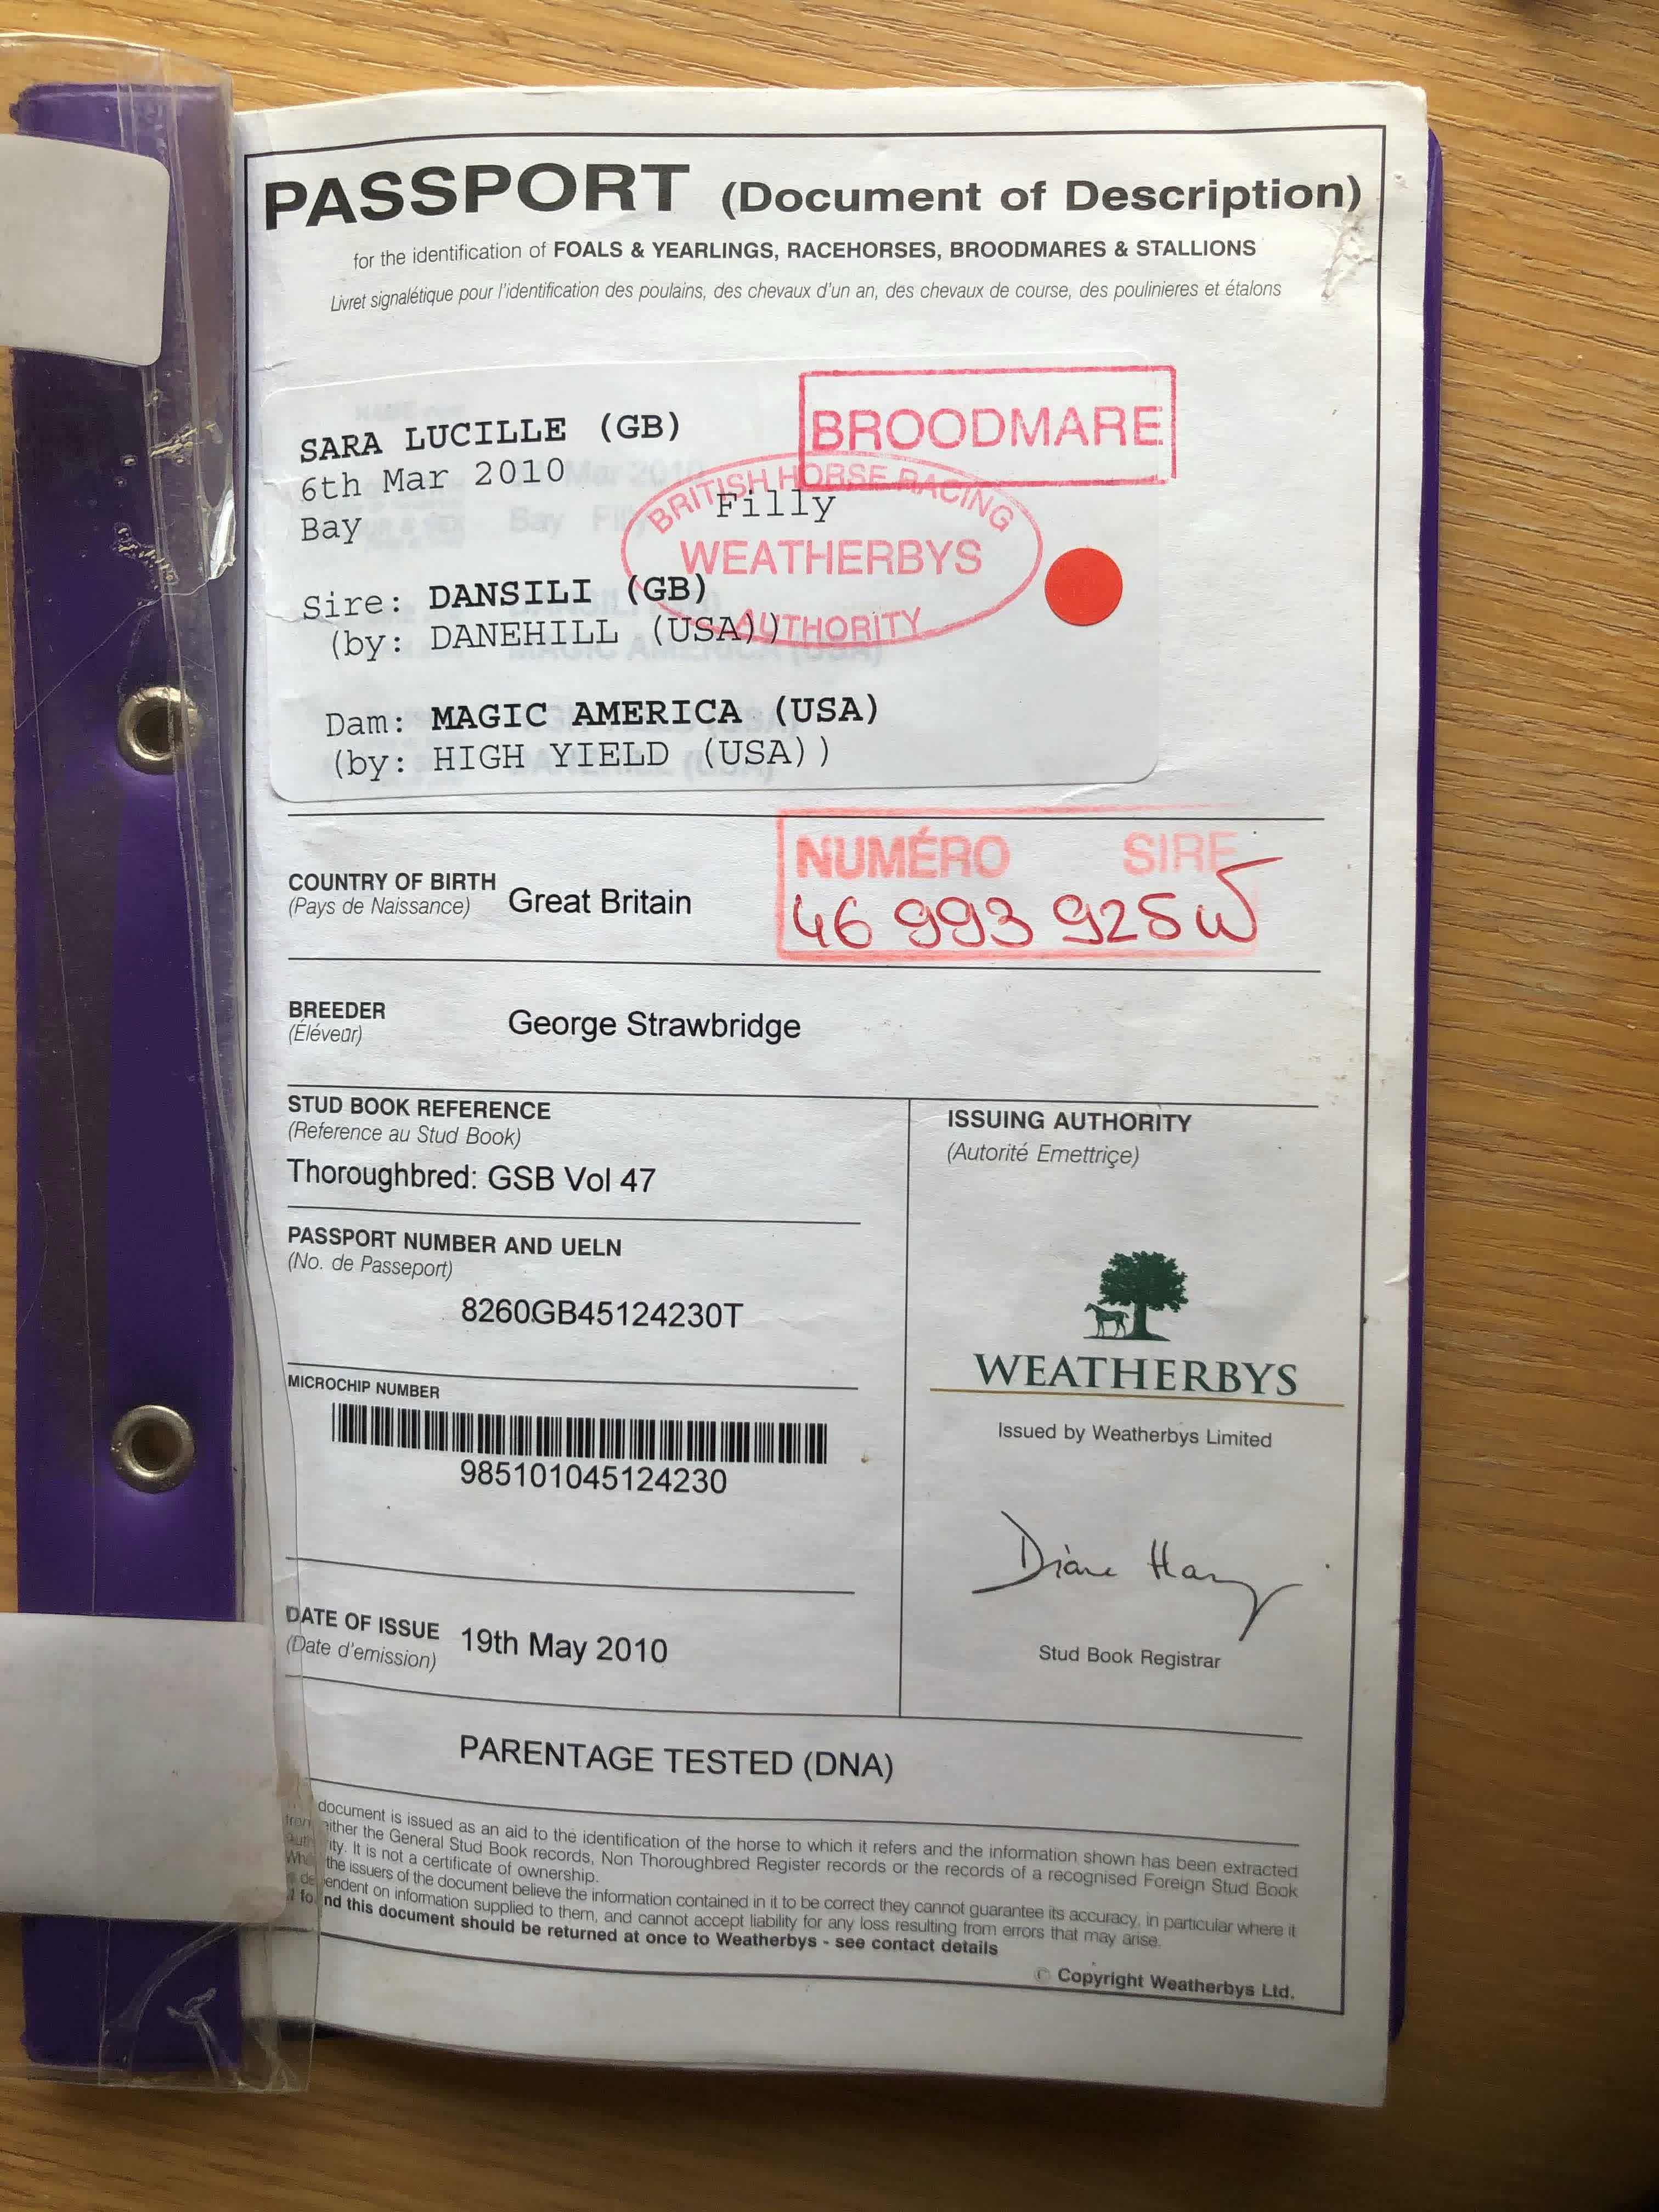 PASSPORT (Document of Description)
for the identification of FOALS & YEARLINGS, RACEHORSES, BROODMARES & STALLIONS
Livret signalétique pour l'identification des poulains, des chevaux d'un an, des chevaux de course, des poulinieres et étalons
SARA LUCILLE (GB)
BROODMARE
6th Mar 2010
Bay Filly
BRITISH HORSE RACING
WEATHERBYS
AUTHORITY
Sire: DANSILI (GB)
(by: DANEHILL (USA))
Dam: MAGIC AMERICA (USA)
(by: HIGH YIELD (USA))
NUMÉRO SIRE
46 993 925 W
COUNTRY OF BIRTH
(Pays de Naissance)
Great Britain
BREEDER
(Éléveur)
George Strawbridge
STUD BOOK REFERENCE
(Reference au Stud Book)
Thoroughbred: GSB Vol 47
PASSPORT NUMBER AND UELN
(No. de Passeport)
8260GB45124230T
MICROCHIP NUMBER
985101045124230
DATE OF ISSUE
(Date d'emission)
19th May 2010
ISSUING AUTHORITY
(Autorité Emettriçe)
WEATHERBYS
Issued by Weatherbys Limited
Diane Har
Stud Book Registrar
PARENTAGE TESTED (DNA)
document is issued as an aid to the identification of the horse to which it refers and the information shown has been extracted
from either the General Stud Book records, Non Thoroughbred Register records or the records of a recognised Foreign Stud Book
It is not a certificate of ownership.
the issuers of the document believe the information contained in it to be correct they cannot guarantee its accuracy, in particular where it
dependent on information supplied to them, and cannot accept liability for any loss resulting from errors that may arise.
this document should be returned at once to Weatherbys - see contact details
© Copyright Weatherbys Ltd.